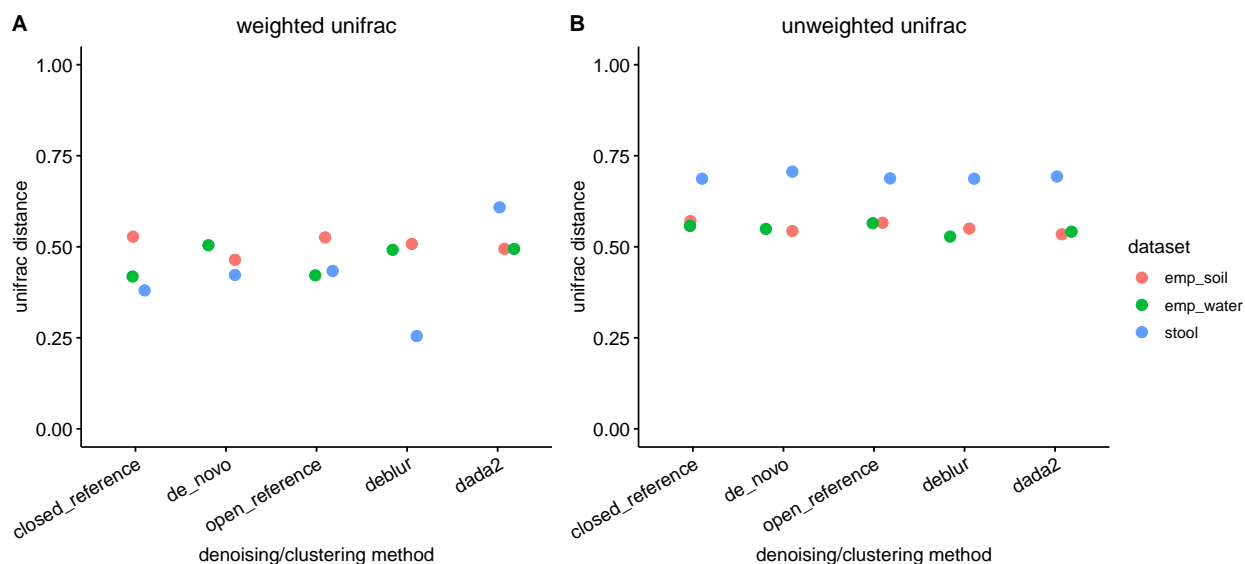 A
weighted unifrac
1.00
0.75
0.50
0.25
0.00
unifrac distance
closed_reference
de_novo
open_reference
deblur
dada2
denoising/clustering method
B
unweighted unifrac
1.00
0.75
0.50
0.25
0.00
unifrac distance
closed_reference
de_novo
open_reference
deblur
dada2
denoising/clustering method
dataset
emp_soil
emp_water
stool